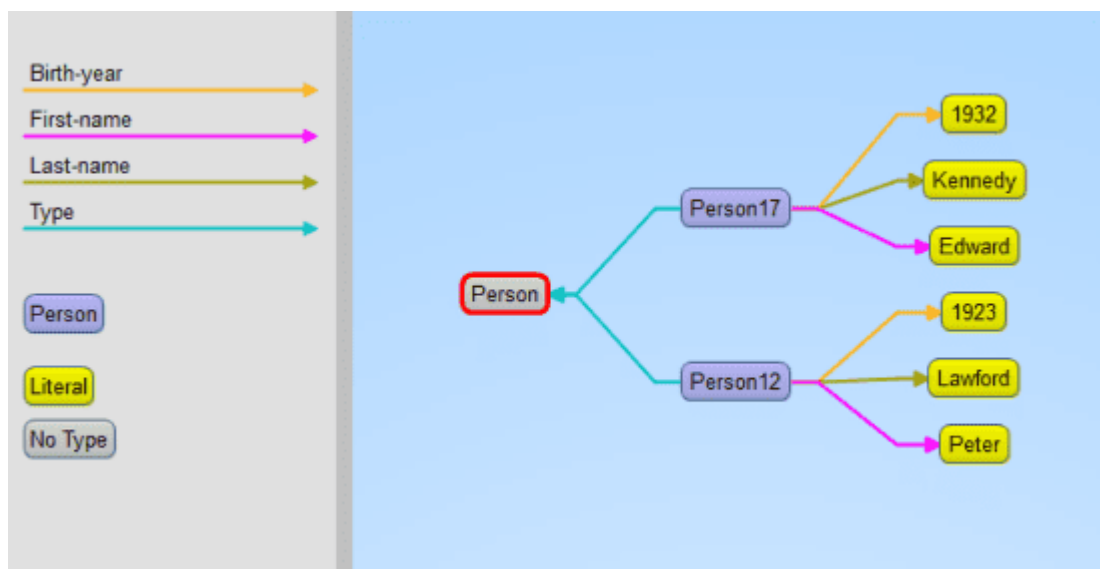 Birth-year
First-name
Last-name
Type
Person
Literal
No Type
Person
Person17
1932
Kennedy
Edward
Person12
1923
Lawford
Peter